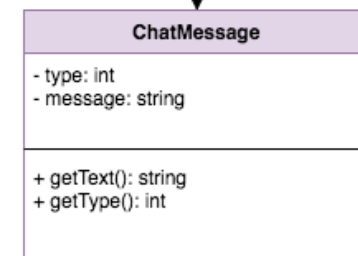 ChatMessage
- type: int
- message: string
+ getText(): string
+ getType(): int